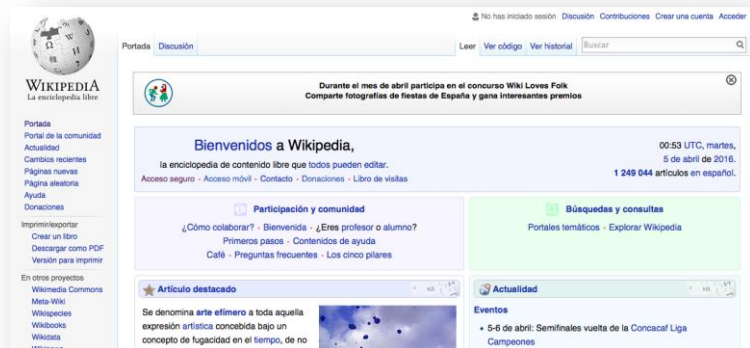 No has iniciado sesión Discusión Contribuciones Crear una cuenta Acceder
Portada Discusión Leer Ver código Ver historial Buscar
WIKIPEDIA
La enciclopedia libre
Durante el mes de abril participa en el concurso Wiki Loves Folk
Comparte fotografías de fiestas de España y gana interesantes premios
Portada
Portal de la comunidad
Actualidad
Cambios recientes
Páginas nuevas
Página aleatoria
Ayuda
Donaciones
Imprimir/exportar
Crear un libro
Descargar como PDF
Versión para imprimir
En otros proyectos
Wikimedia Commons
Meta-Wiki
Wikispecies
Wikibooks
Wikidata
Bienvenidos a Wikipedia,
la enciclopedia de contenido libre que todos pueden editar.
Acceso seguro - Acceso móvil - Contacto - Donaciones - Libro de visitas
00:53 UTC, martes,
5 de abril de 2016.
1 249 044 artículos en español.
Participación y comunidad
¿Cómo colaborar? - Bienvenida - ¿Eres profesor o alumno?
Primeros pasos - Contenidos de ayuda
Café - Preguntas frecuentes - Los cinco pilares
Búsquedas y consultas
Portales temáticos - Explorar Wikipedia
Artículo destacado
Se denomina arte efímero a toda aquella
expresión artística concebida bajo un
concepto de fugacidad en el tiempo, de no
Actualidad
Eventos
• 5-6 de abril: Semifinales vuelta de la Concacaf Liga
Campeones